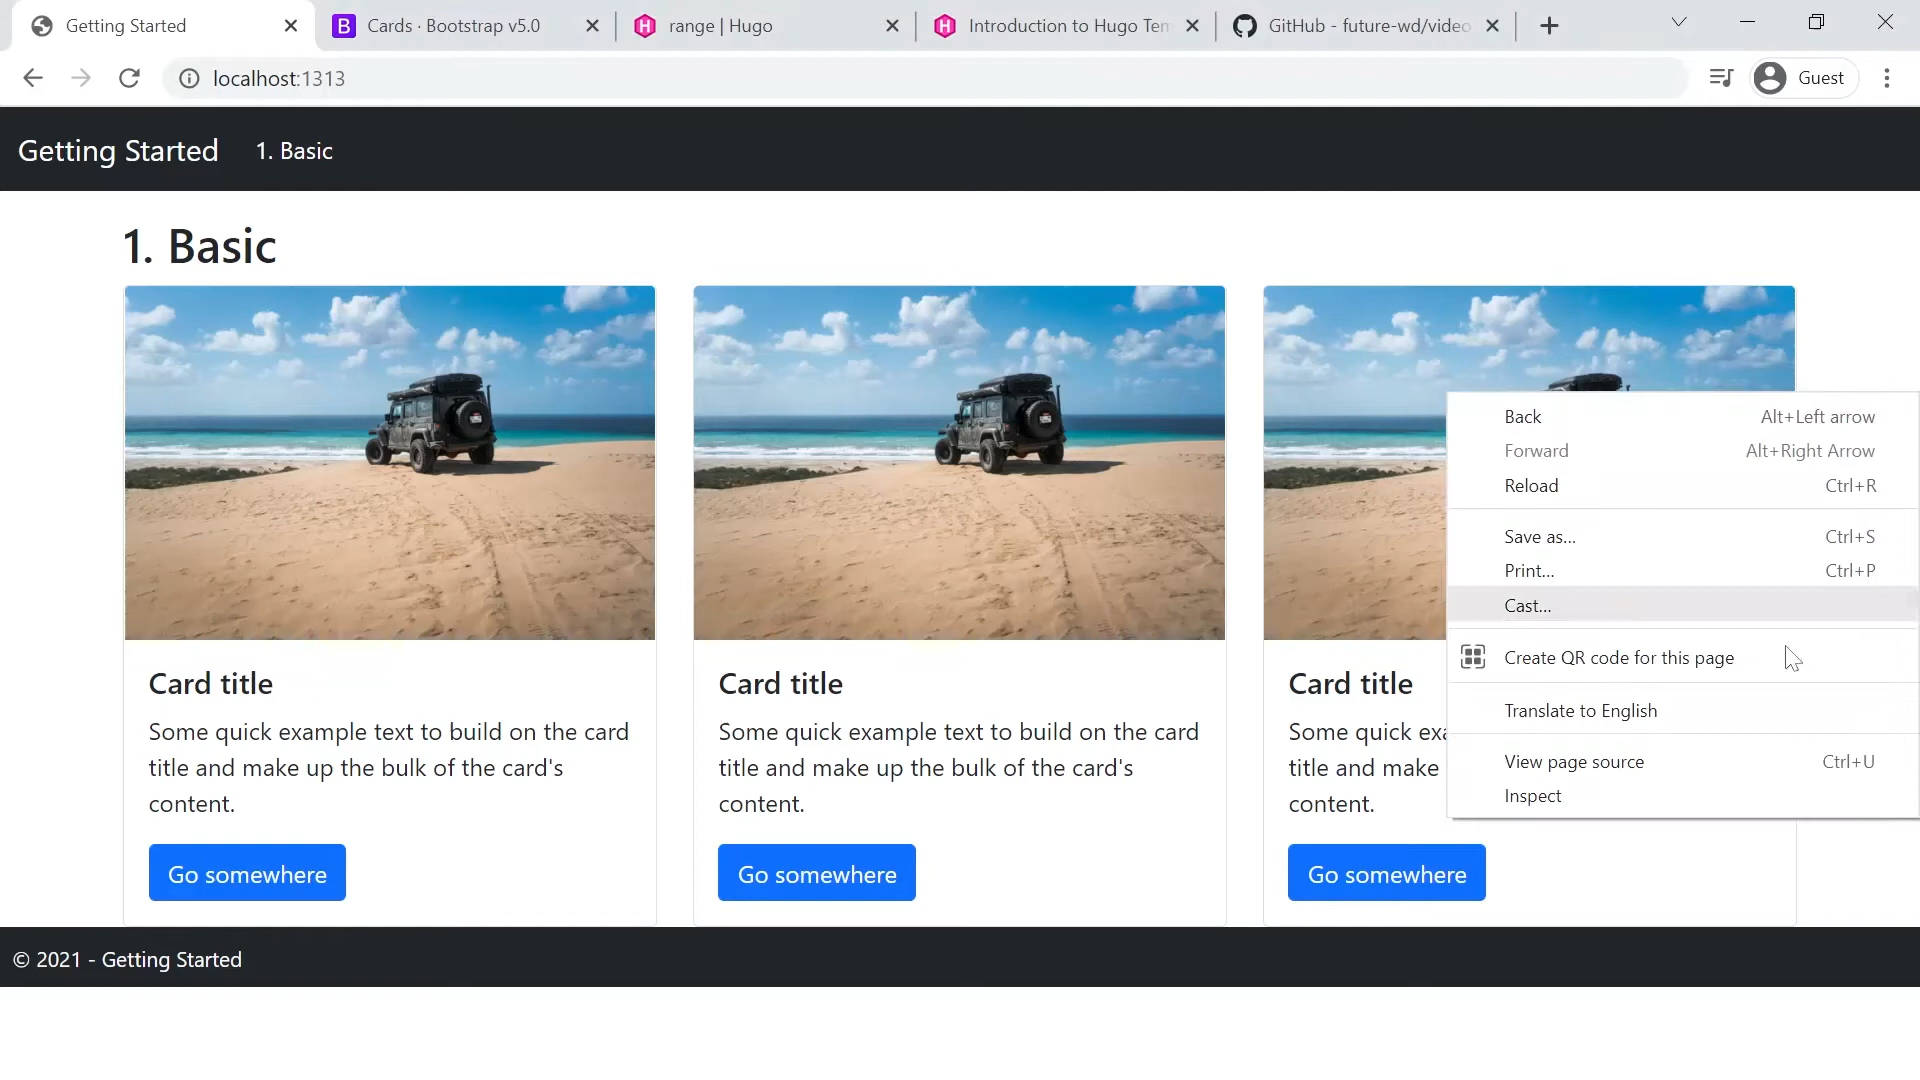 Getting Started
Cards · Bootstrap v5.0
range | Hugo
Introduction to Hugo Tem
GitHub - future-wd/video
localhost:1313
Guest
Getting Started 1. Basic
1. Basic
Card title
Some quick example text to build on the card
title and make up the bulk of the card's
content.
Go somewhere
Card title
Some quick example text to build on the card
title and make up the bulk of the card's
content.
Go somewhere
Card title
Some quick exa
title and make
content.
Go somewhere
Back Alt+Left arrow
Forward Alt+Right Arrow
Reload Ctrl+R
Save as... Ctrl+S
Print... Ctrl+P
Cast...
Create QR code for this page
Translate to English
View page source Ctrl+U
Inspect
© 2021 - Getting Started